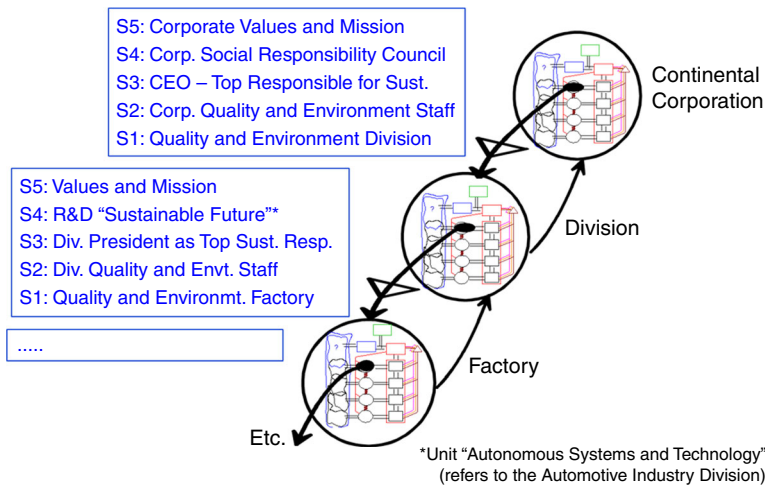 S5: Corporate Values and Mission
S4: Corp. Social Responsibility Council
S3: CEO – Top Responsible for Sust.
S2: Corp. Quality and Environment Staff
S1: Quality and Environment Division
Continental
Corporation
S5: Values and Mission
S4: R&D “Sustainable Future”*
S3: Div. President as Top Sust. Resp.
S2: Div. Quality and Envt. Staff
S1: Quality and Environmt. Factory
Division
.....
Factory
Etc.
*Unit “Autonomous Systems and Technology”
(refers to the Automotive Industry Division)
?
?
?